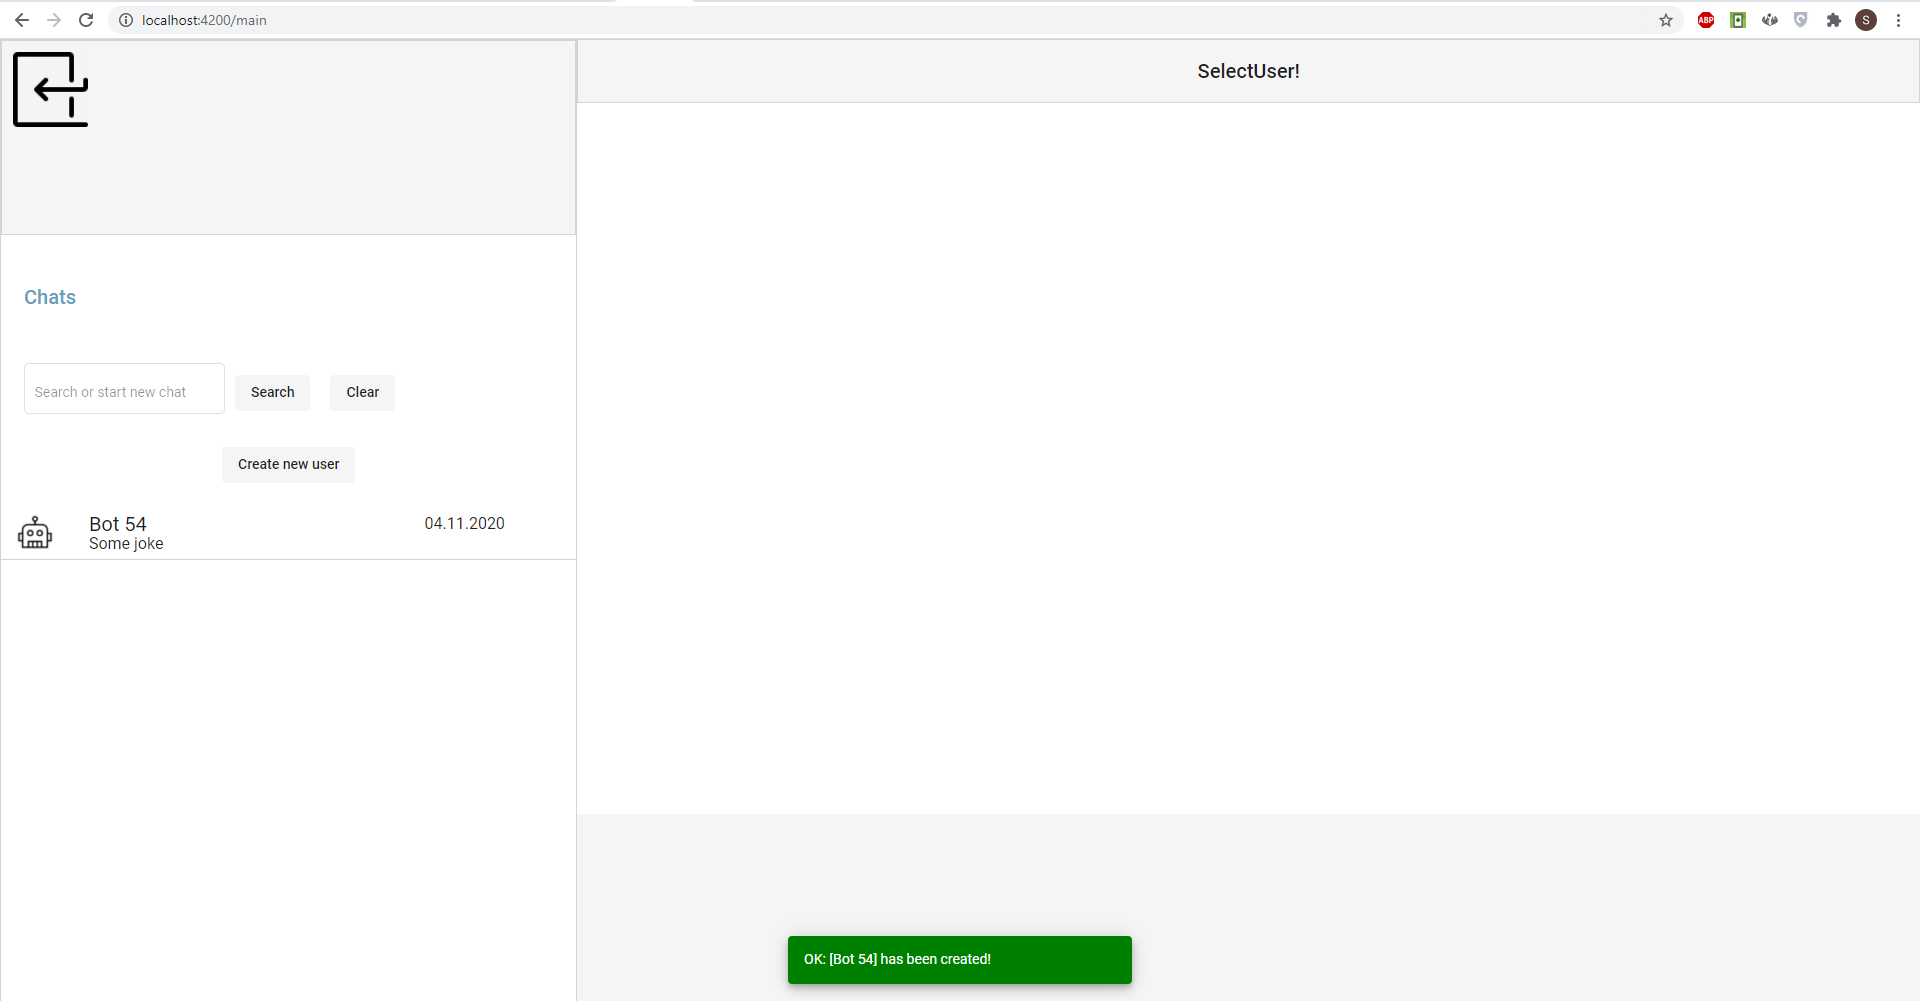 localhost:4200/main
ABP
S
SelectUser!
Chats
Search or start new chat
Search
Clear
Create new user
Bot 54
04.11.2020
Some joke
OK: [Bot 54] has been created!